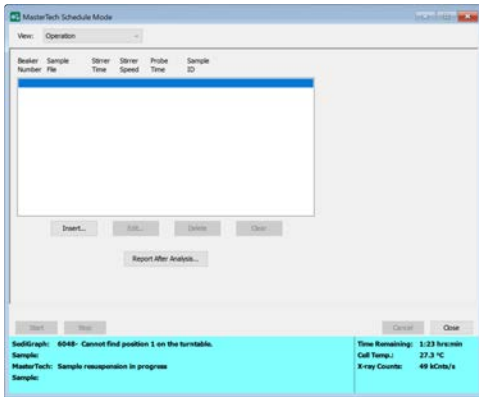 MasterTech Schedule Mode
View: Operation
Beaker Sample Stirrer Stirrer Probe Sample
Number File Time Speed Time ID
Insert... Edit... Delete Clear
Report After Analysis...
Start Stop Cancel Close
SediGraph: 6048- Cannot find position 1 on the turntable. Time Remaining: 1:23 hrs:min
Sample: Cell Temp.: 27.3 °C
MasterTech: Sample resuspension in progress X-ray Counts: 49 kCnts/s
Sample: